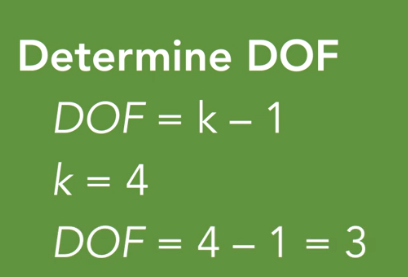 Determine DOF
DOF = k – 1
k = 4
DOF = 4 – 1 = 3